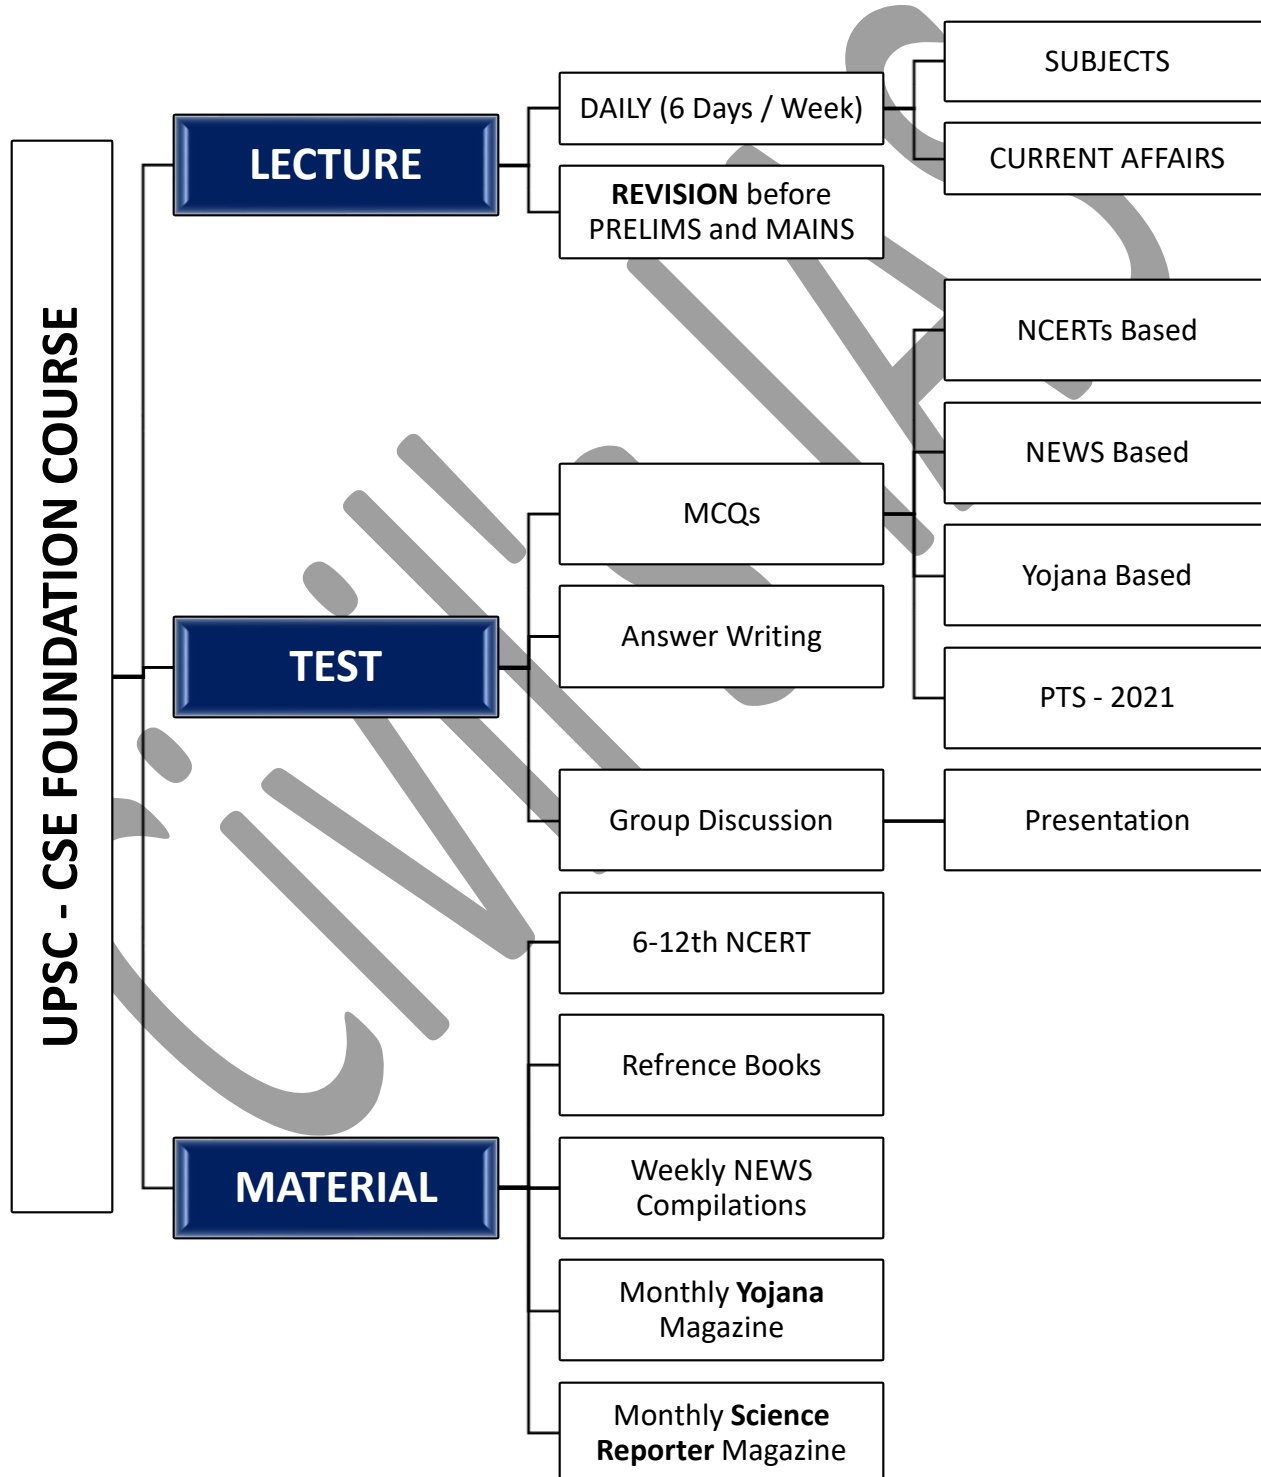 UPSC - CSE FOUNDATION COURSE
LECTURE
DAILY (6 Days / Week)
SUBJECTS
CURRENT AFFAIRS
REVISION before
PRELIMS and MAINS
TEST
MCQs
NCERTs Based
NEWS Based
Yojana Based
PTS - 2021
Answer Writing
Group Discussion
Presentation
MATERIAL
6-12th NCERT
Refrence Books
Weekly NEWS
Compilations
Monthly Yojana
Magazine
Monthly Science
Reporter Magazine